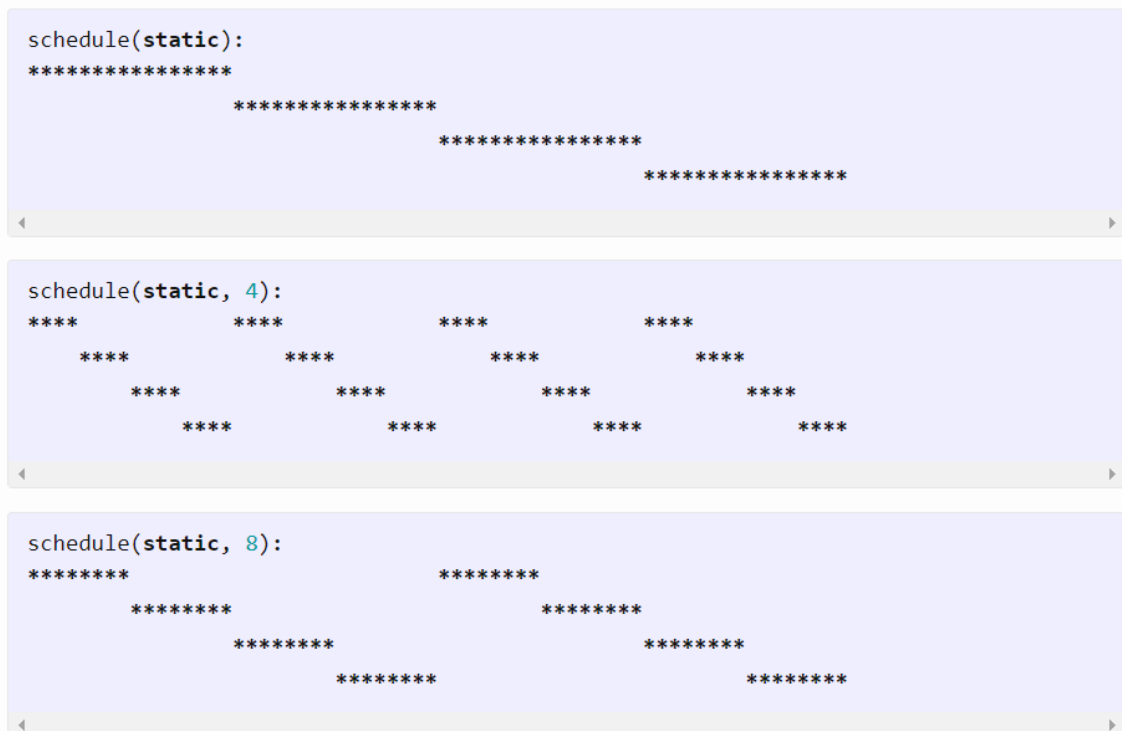 schedule(static):
****************
                ****************
                                ****************
                                                ****************
schedule(static, 4):
****            ****            ****            ****
    ****            ****            ****            ****
        ****            ****            ****            ****
            ****            ****            ****            ****
schedule(static, 8):
********                        ********
        ********                        ********
                ********                        ********
                        ********                        ********